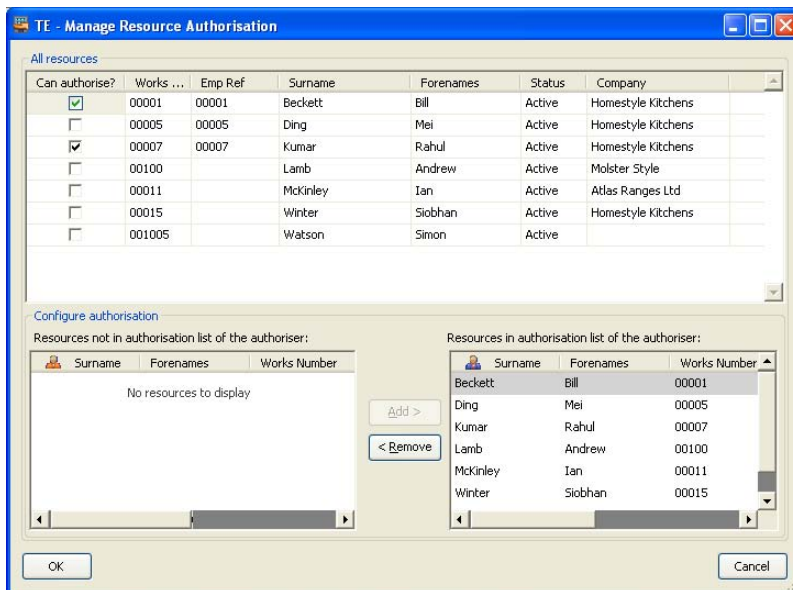 TE - Manage Resource Authorisation
All resources
Can authorise? Works ... Emp Ref Surname Forenames Status Company
00001 00001 Beckett Bill Active Homestyle Kitchens
00005 00005 Ding Mei Active Homestyle Kitchens
00007 00007 Kumar Rahul Active Homestyle Kitchens
00100 Lamb Andrew Active Molster Style
00011 McKinley Ian Active Atlas Ranges Ltd
00015 Winter Siobhan Active Homestyle Kitchens
001005 Watson Simon Active
Configure authorisation
Resources not in authorisation list of the authoriser:
Surname Forenames Works Number
No resources to display
Add >
< Remove
Resources in authorisation list of the authoriser:
Surname Forenames Works Number
Beckett Bill 00001
Ding Mei 00005
Kumar Rahul 00007
Lamb Andrew 00100
McKinley Ian 00011
Winter Siobhan 00015
OK
Cancel